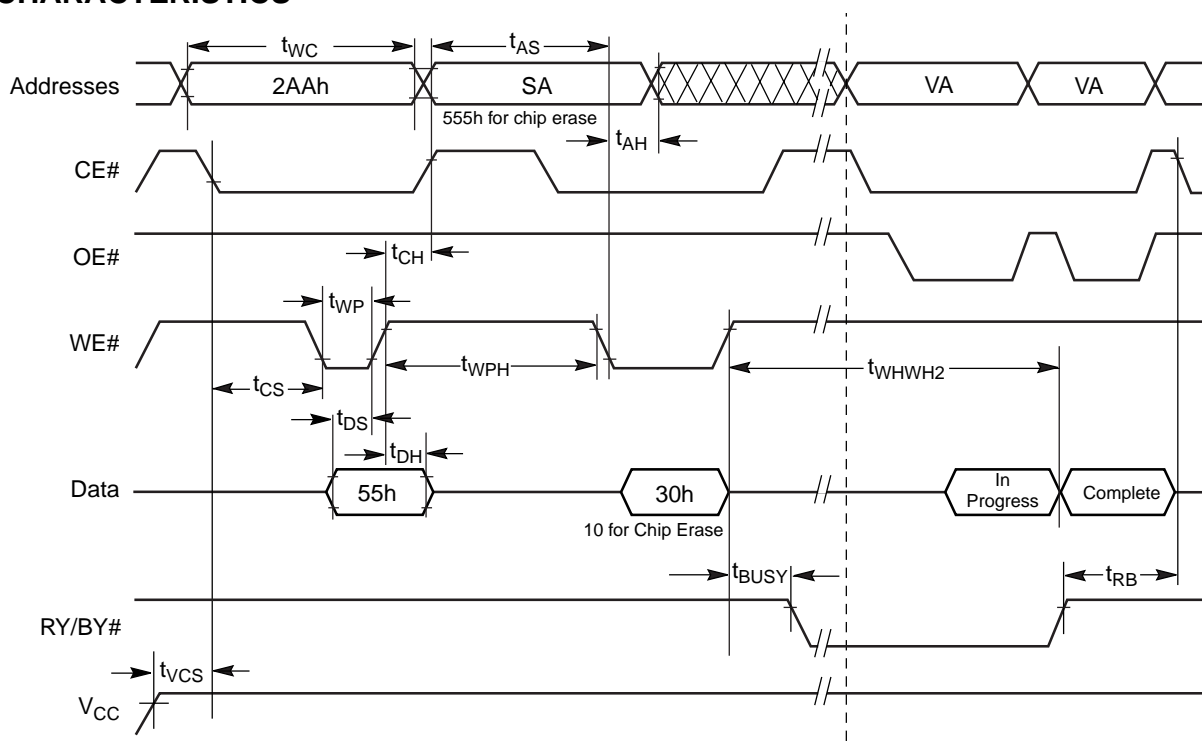 CHARACTERISTICS
tWC
tAS
Addresses
2AAh
SA
VA
VA
555h for chip erase
tAH
CE#
OE#
tCH
tWP
WE#
tWPH
tWHWH2
tCS
tDS
tDH
Data
55h
30h
In
Progress
Complete
10 for Chip Erase
tBUSY
tRB
RY/BY#
tVCS
VCC